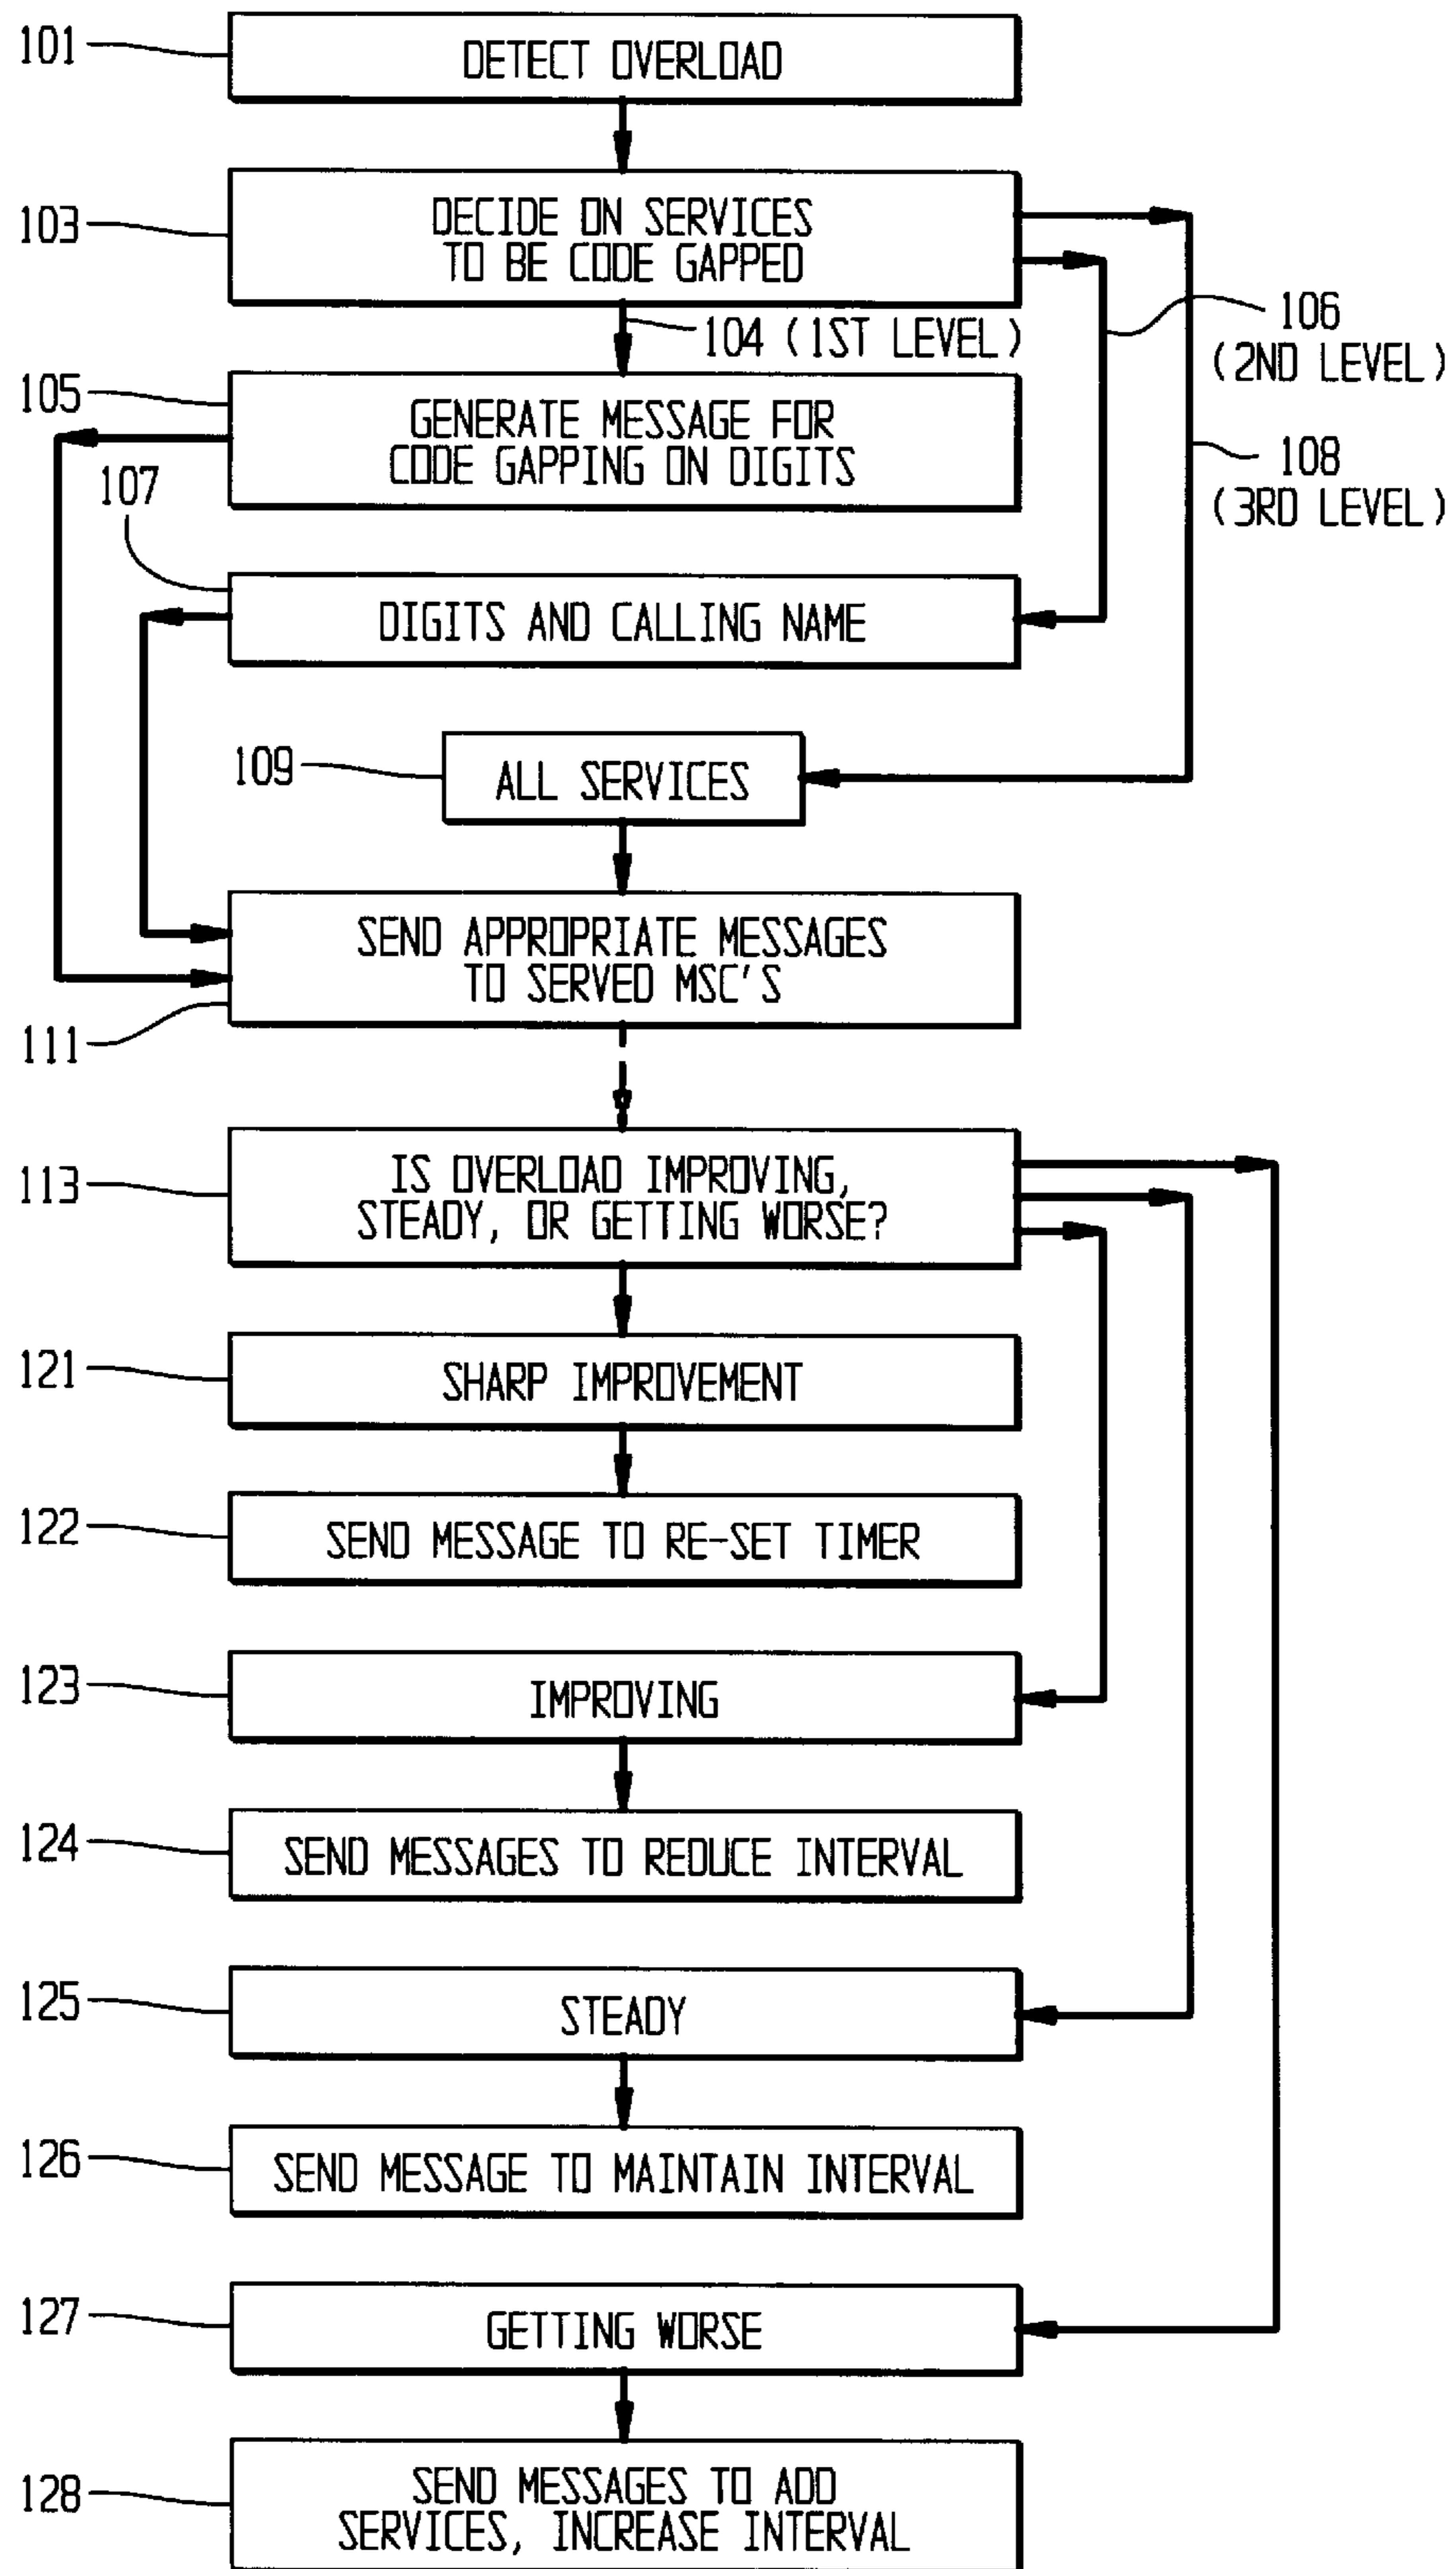 101
DETECT OVERLOAD
103
DECIDE ON SERVICES
TO BE CODE GAPPED
104 (1ST LEVEL)
106
(2ND LEVEL)
105
GENERATE MESSAGE FOR
CODE GAPPING ON DIGITS
108
(3RD LEVEL)
107
DIGITS AND CALLING NAME
109
ALL SERVICES
SEND APPROPRIATE MESSAGES
TO SERVED MSC'S
111
113
IS OVERLOAD IMPROVING,
STEADY, OR GETTING WORSE?
121
SHARP IMPROVEMENT
122
SEND MESSAGE TO RE-SET TIMER
123
IMPROVING
124
SEND MESSAGES TO REDUCE INTERVAL
125
STEADY
126
SEND MESSAGE TO MAINTAIN INTERVAL
127
GETTING WORSE
128
SEND MESSAGES TO ADD
SERVICES, INCREASE INTERVAL